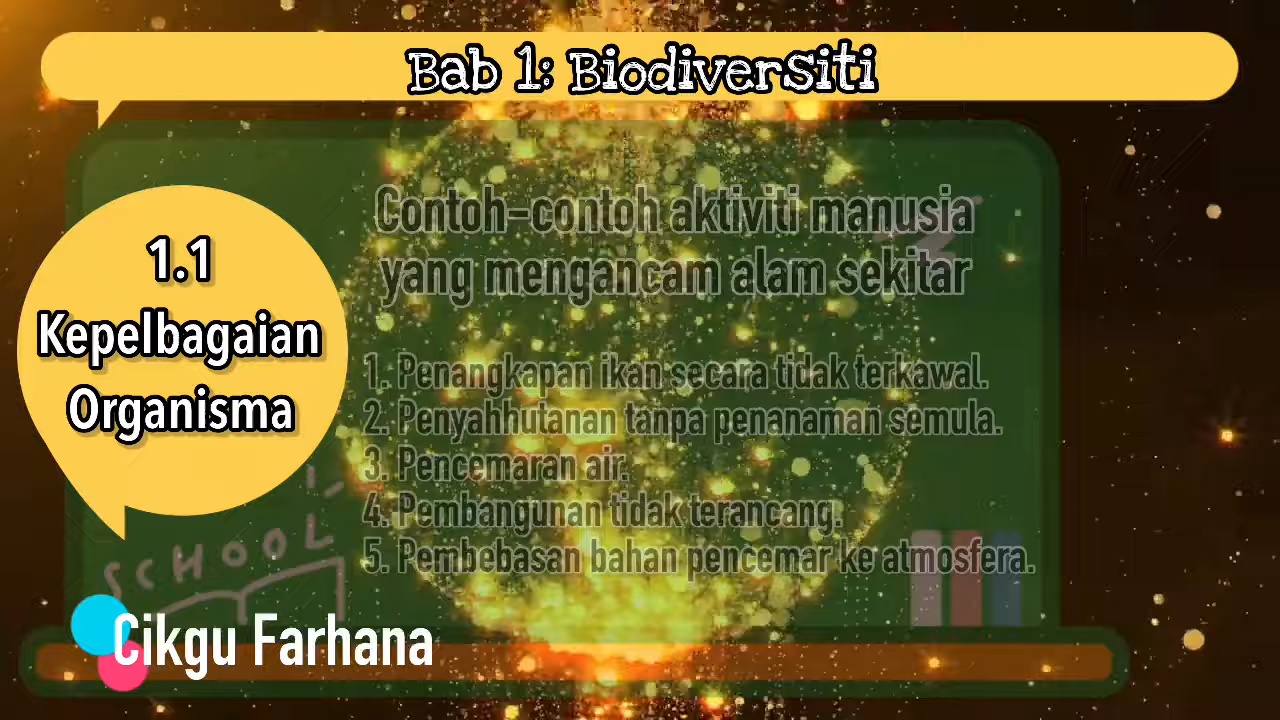 Bab 1: Biodiversiti
1.1
Kepelbagaian
Organisma
Contoh-contoh aktiviti manusia
yang mengancam alam sekitar
1. Penangkapan ikan secara tidak terkawal.
2. Penyahhutanan tanpa penanaman semula.
3. Pencemaran air.
4. Pembangunan tidak terancang.
5. Pembebasan bahan pencemar ke atmosfera.
SCHOOL
Cikgu Farhana